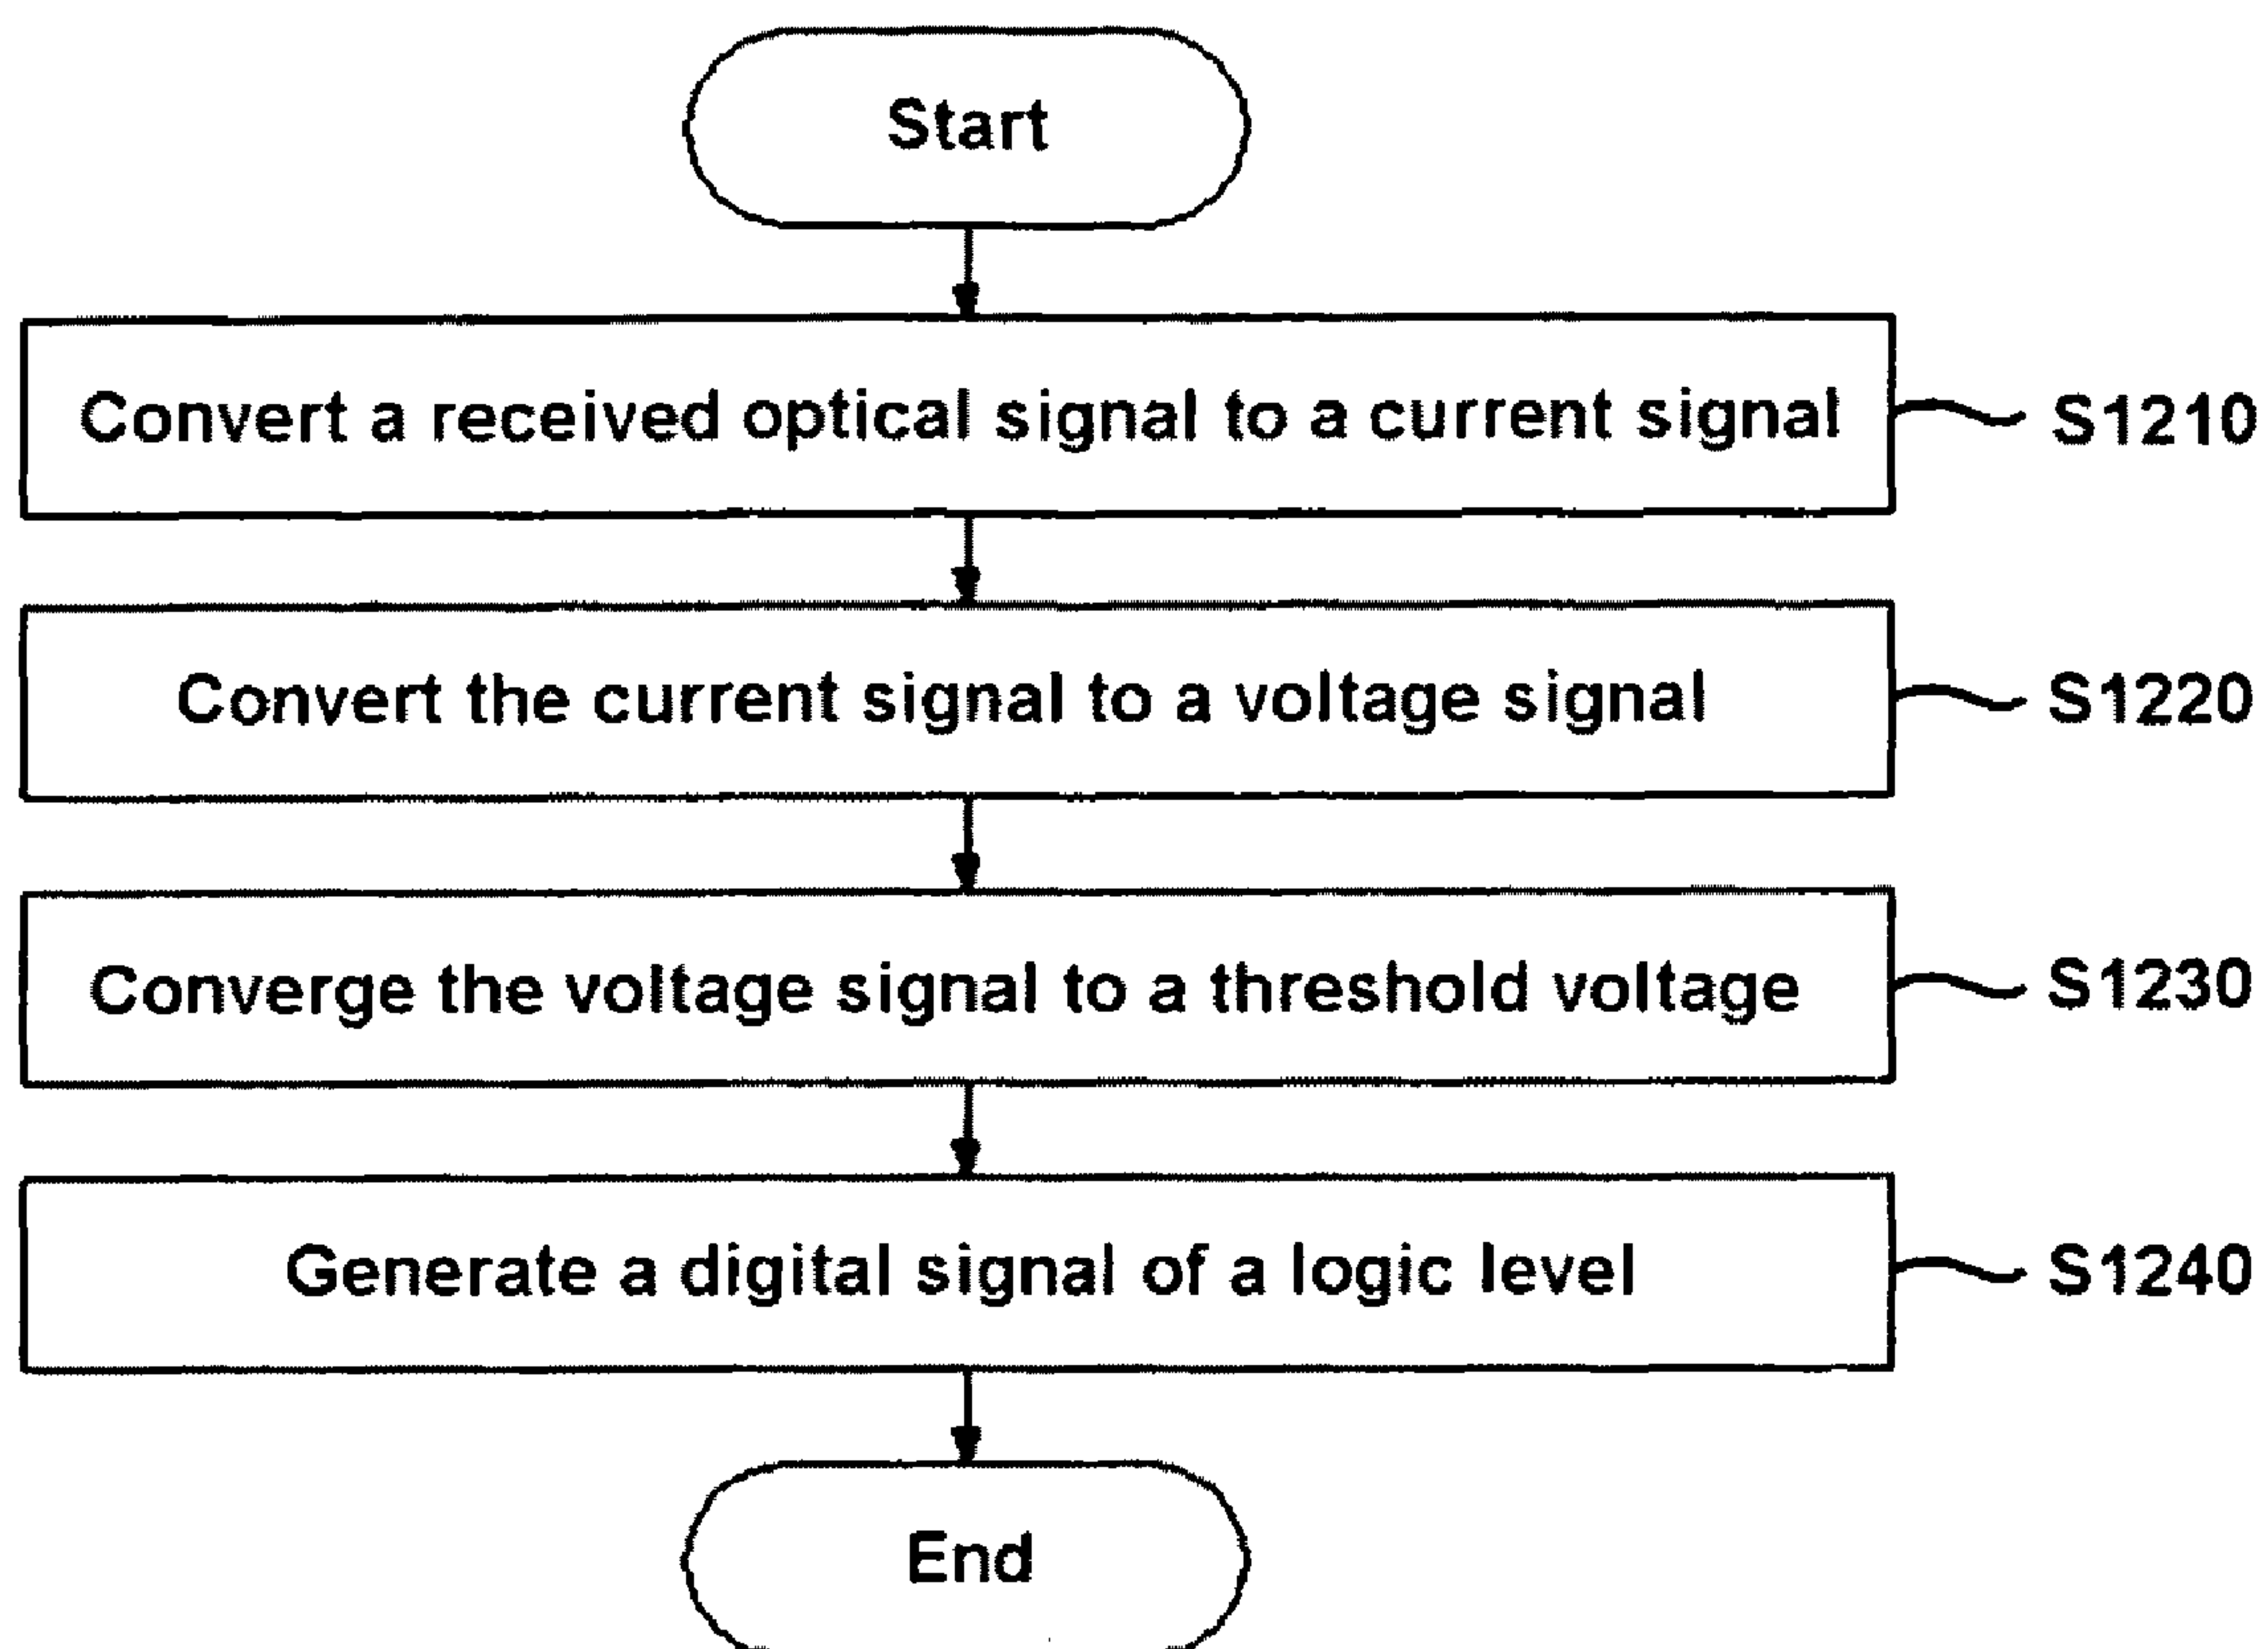 Start
Convert a received optical signal to a current signal
S1210
Convert the current signal to a voltage signal
S1220
Converge the voltage signal to a threshold voltage
S1230
Generate a digital signal of a logic level
S1240
End